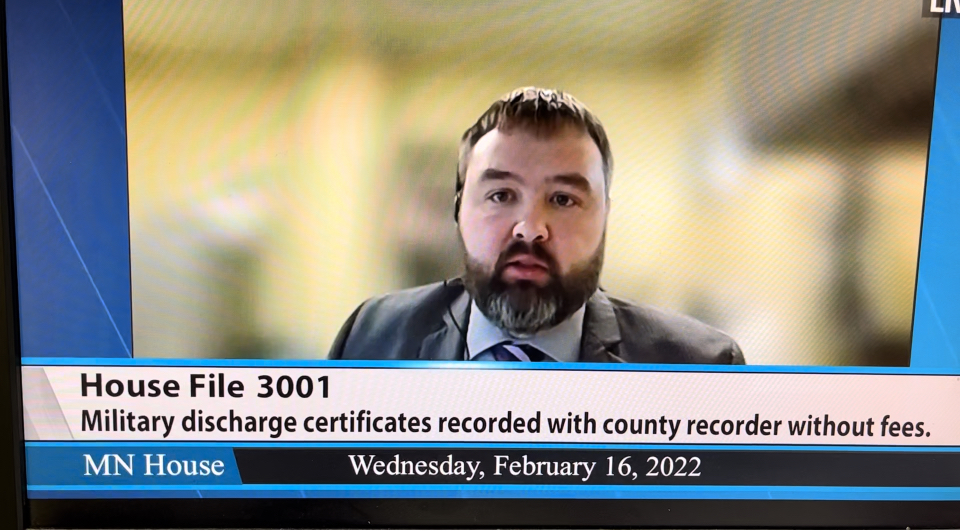 House File 3001
Military discharge certificates recorded with county recorder without fees.
MN House
Wednesday, February 16, 2022